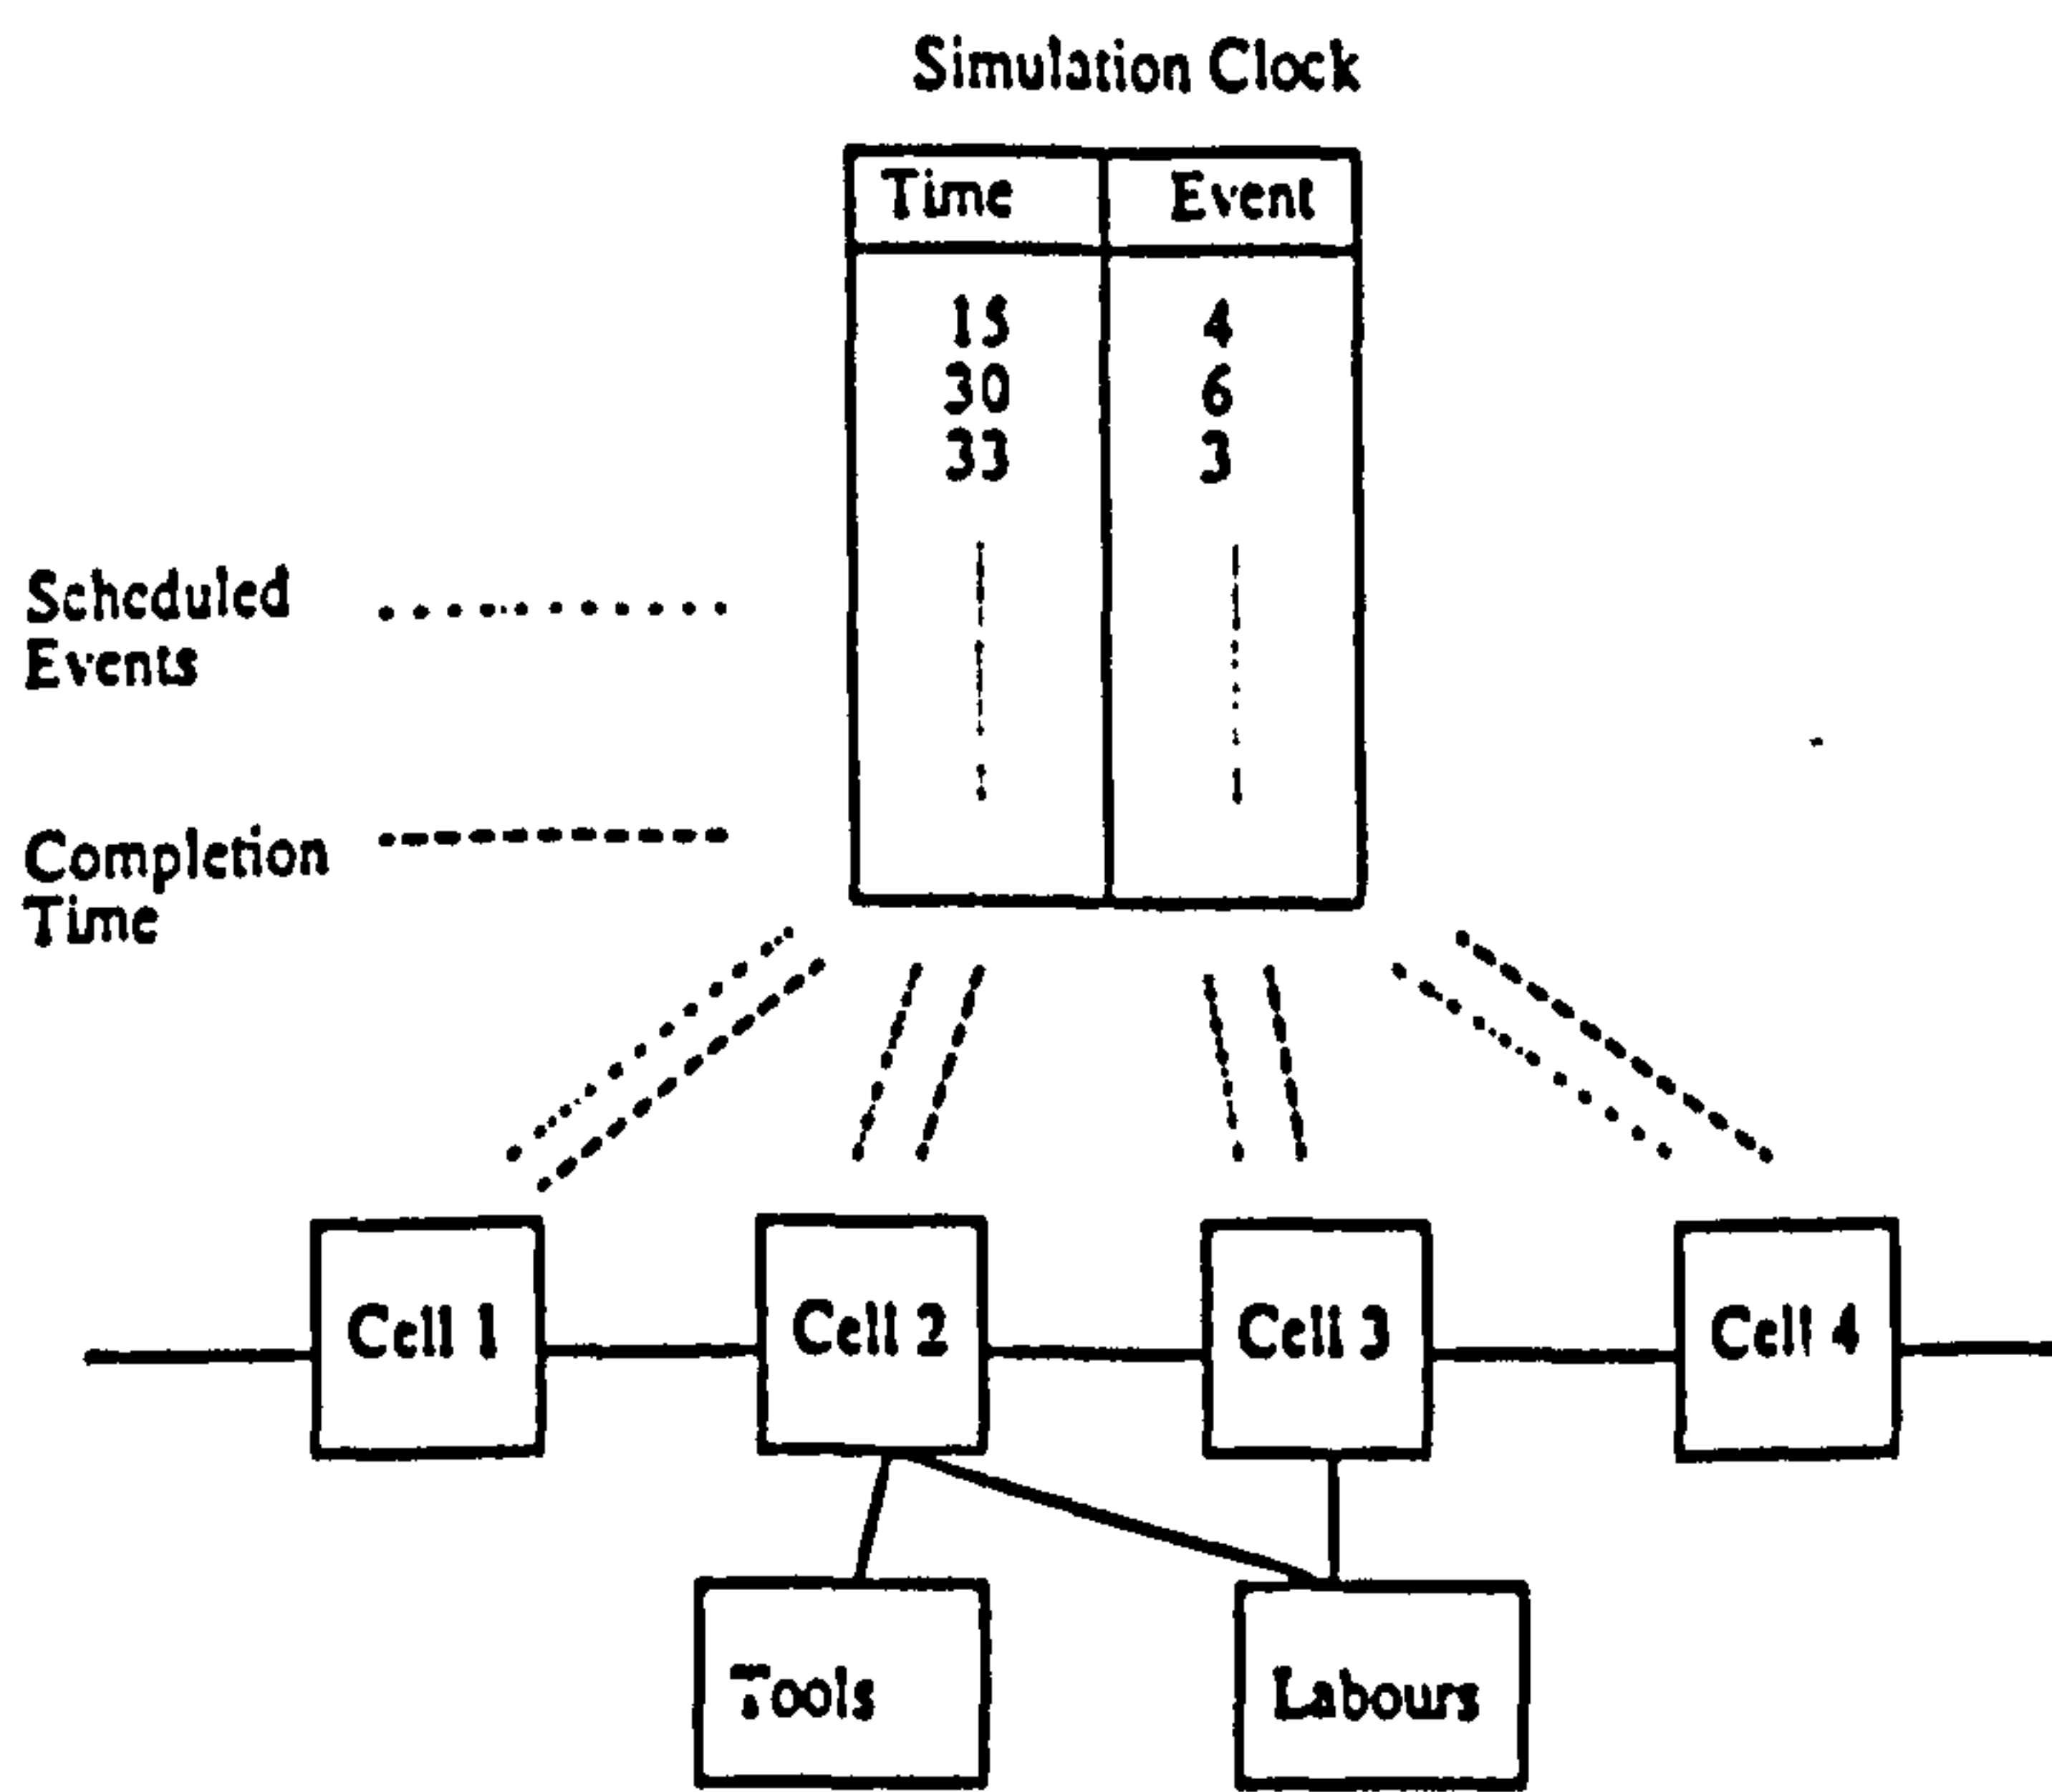 Simulation Clock
Time Event
15 4
30 6
33 3
Scheduled
Events
Completion
Time
Cell 1
Cell 2
Cell 3
Cell 4
Tools
Labours